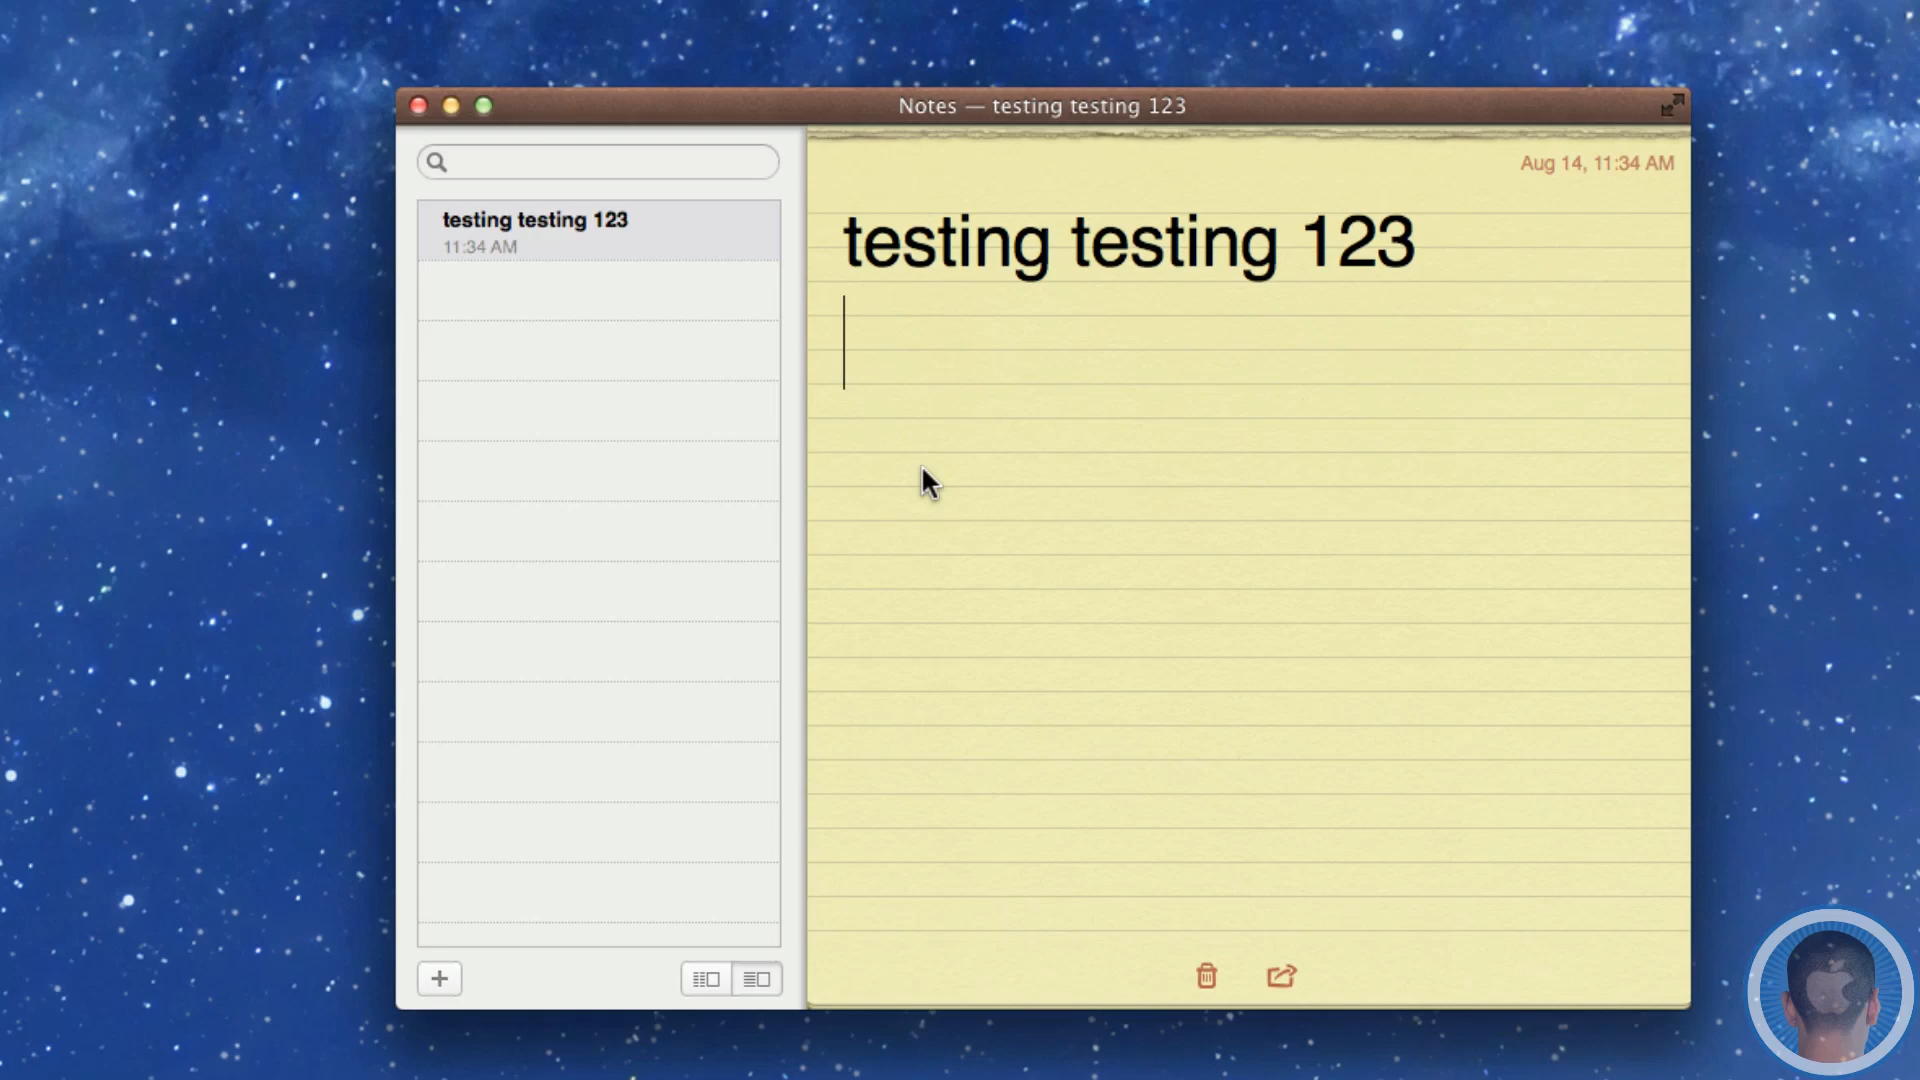 Notes — testing testing 123
testing testing 123
11:34 AM
Aug 14, 11:34 AM
testing testing 123